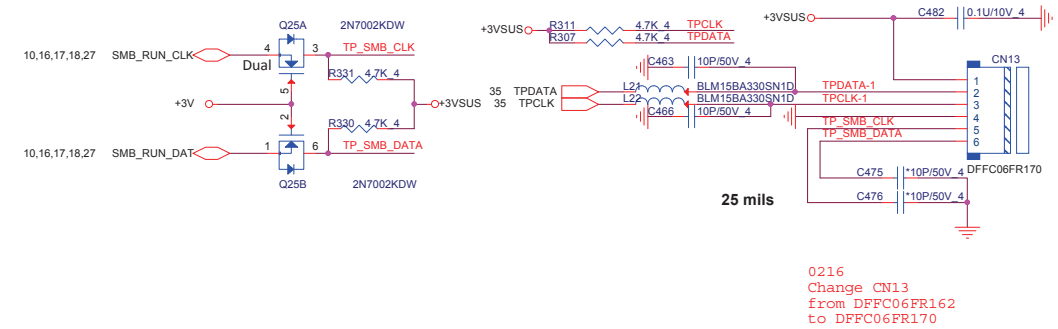 Q25A 2N7002KDW
10,16,17,18,27 SMB_RUN_CLK 4 3 TP_SMB_CLK
Dual
R331 4.7K_4
5
+3V +3VSUS
2
R330 4.7K_4
10,16,17,18,27 SMB_RUN_DAT 1 6 TP_SMB_DATA
Q25B 2N7002KDW
+3VSUS R311 4.7K_4 TPCLK
R307 4.7K_4 TPDATA
C463 10P/50V_4
35 TPDATA L21 BLM15BA330SN1D TPDATA-1
35 TPCLK L22 BLM15BA330SN1D TPCLK-1
C466 10P/50V_4
+3VSUS C482 0.1U/10V_4
CN13
1
2
3
4
TP_SMB_CLK 5
TP_SMB_DATA 6
DFFC06FR170
C475 *10P/50V_4
C476 *10P/50V_4
25 mils
0216
Change CN13
from DFFC06FR162
to DFFC06FR170